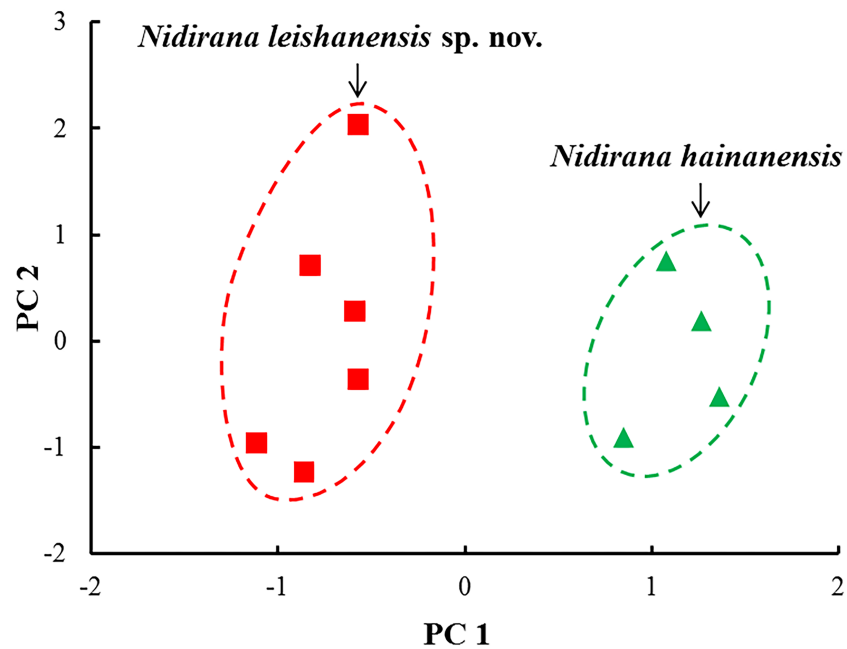 3
Nidirana leishanensis sp. nov.
2
Nidirana hainanensis
1
PC 2
0
-1
-2
-2
-1
0
1
2
PC 1